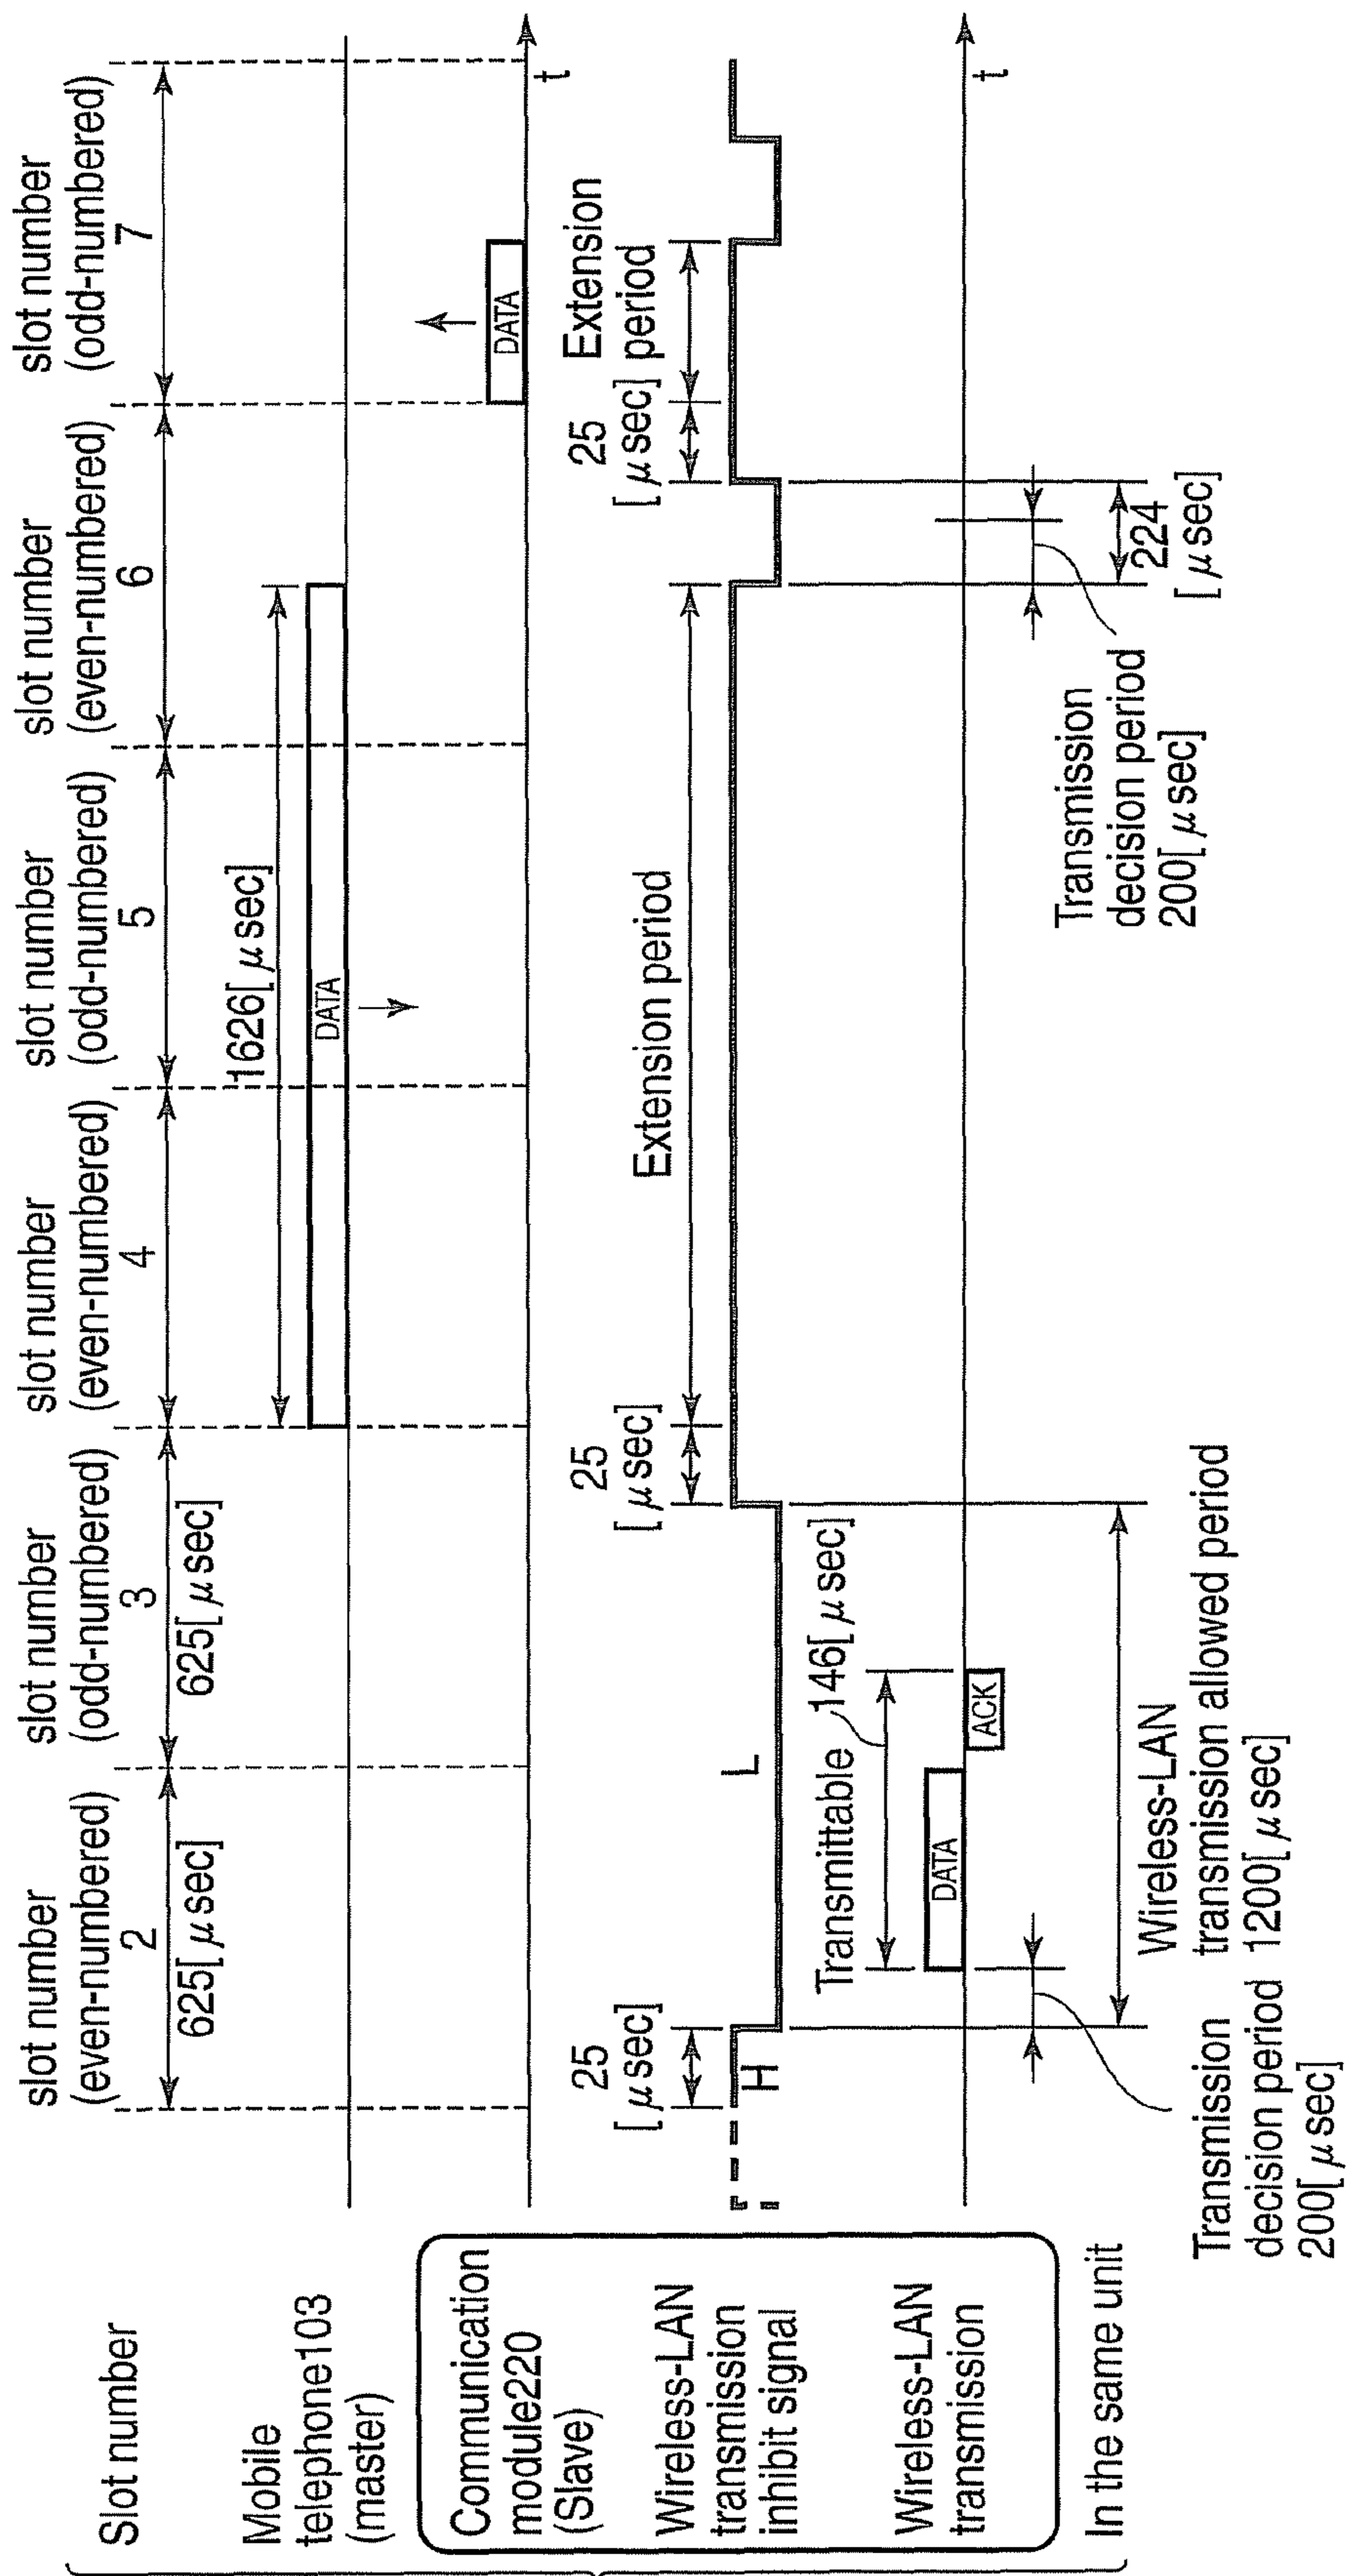 Slot number
slot number
(even-numbered)
2
625[μsec]
slot number
(odd-numbered)
3
625[μsec]
slot number
(even-numbered)
4
slot number
(odd-numbered)
5
slot number
(even-numbered)
6
slot number
(odd-numbered)
7
Mobile
telephone103
(master)
1626[μsec]
DATA
Communication
module220
(Slave)
DATA
t
Wireless-LAN
transmission
inhibit signal
25
[μsec]
H
L
25
[μsec]
Extension period
25
[μsec]
Extension
period
Wireless-LAN
transmission
Transmittable
146[μsec]
DATA
ACK
t
224
[μsec]
In the same unit
Transmission
decision period
200[μsec]
Wireless-LAN
transmission allowed period
1200[μsec]
Transmission
decision period
200[μsec]